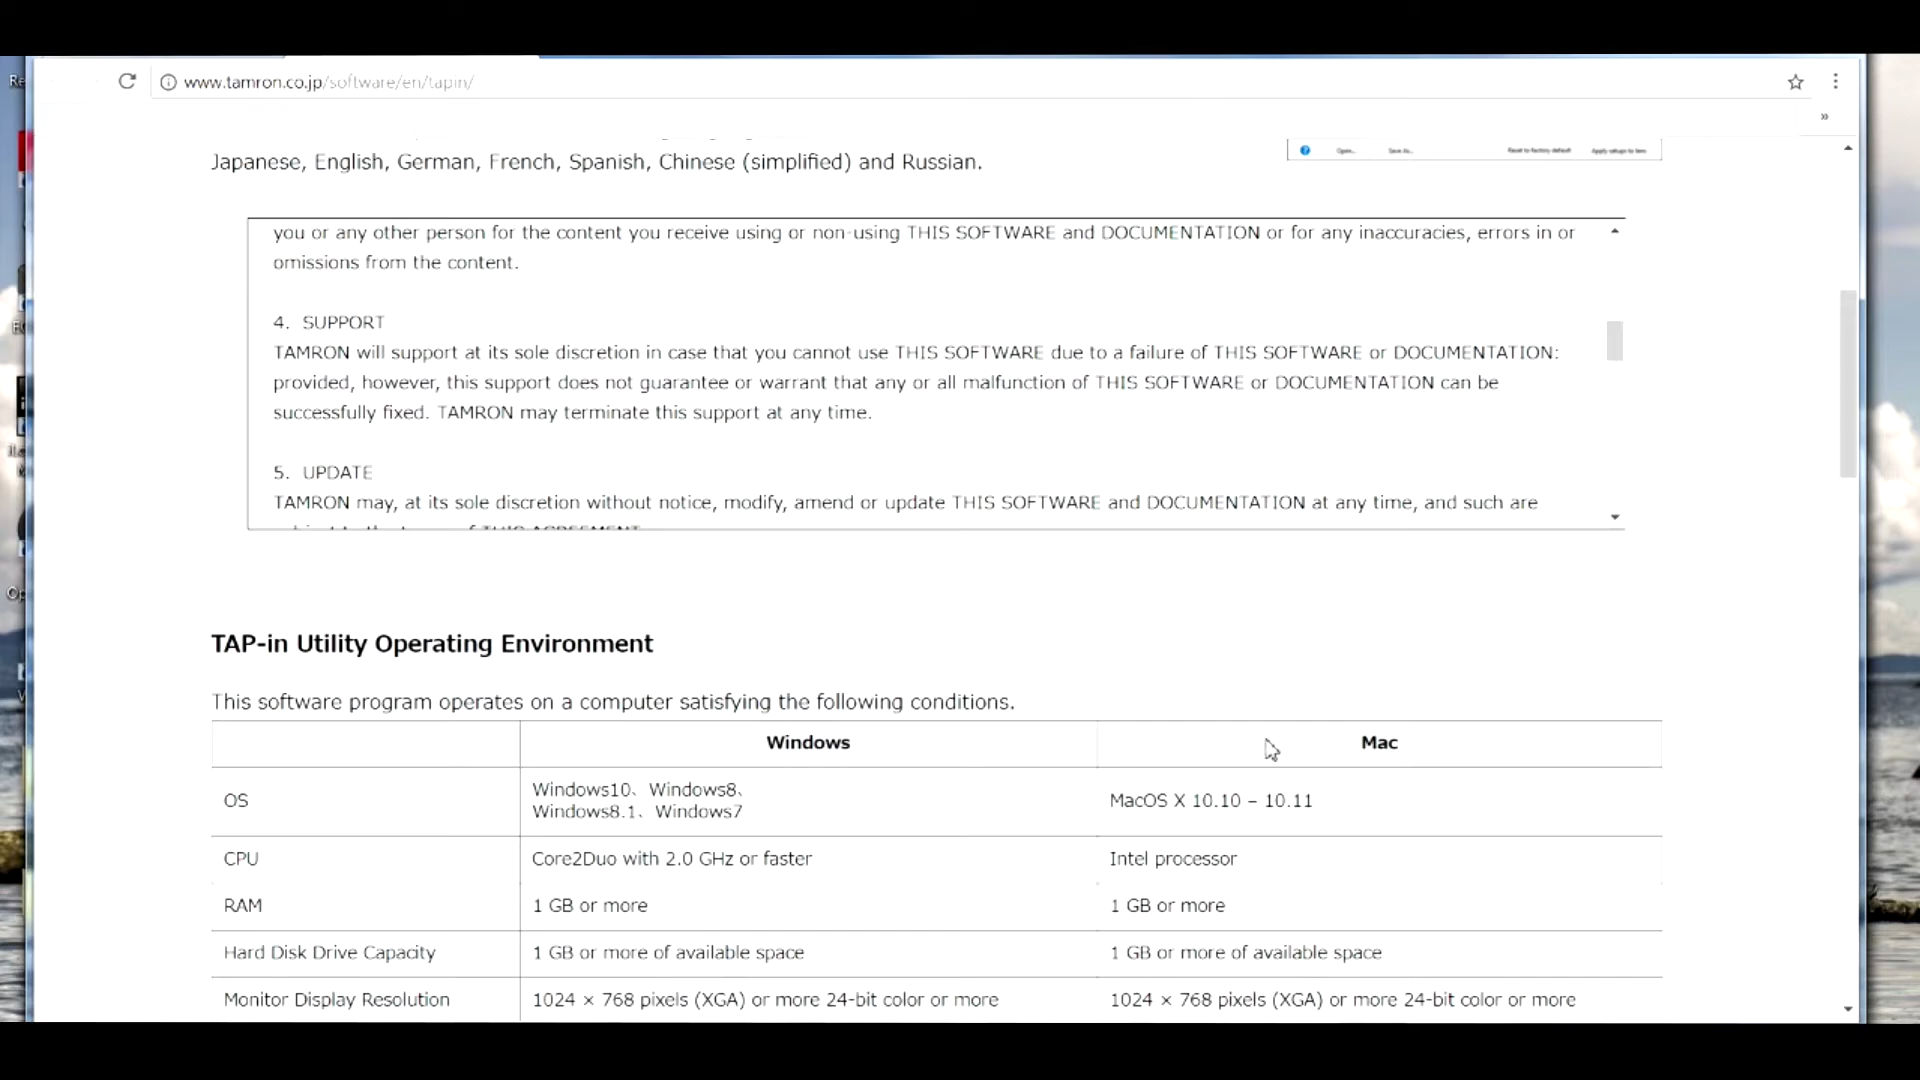 www.tamron.co.jp/software/en/tapin/
»
Japanese, English, German, French, Spanish, Chinese (simplified) and Russian.
Open... Save As... Reset to factory default Apply setups to lens
you or any other person for the content you receive using or non-using THIS SOFTWARE and DOCUMENTATION or for any inaccuracies, errors in or
omissions from the content.
4. SUPPORT
TAMRON will support at its sole discretion in case that you cannot use THIS SOFTWARE due to a failure of THIS SOFTWARE or DOCUMENTATION:
provided, however, this support does not guarantee or warrant that any or all malfunction of THIS SOFTWARE or DOCUMENTATION can be
successfully fixed. TAMRON may terminate this support at any time.
5. UPDATE
TAMRON may, at its sole discretion without notice, modify, amend or update THIS SOFTWARE and DOCUMENTATION at any time, and such are
TAP-in Utility Operating Environment
This software program operates on a computer satisfying the following conditions.
Windows Mac
OS Windows10、Windows8、 MacOS X 10.10 – 10.11
Windows8.1、Windows7
CPU Core2Duo with 2.0 GHz or faster Intel processor
RAM 1 GB or more 1 GB or more
Hard Disk Drive Capacity 1 GB or more of available space 1 GB or more of available space
Monitor Display Resolution 1024 × 768 pixels (XGA) or more 24-bit color or more 1024 × 768 pixels (XGA) or more 24-bit color or more